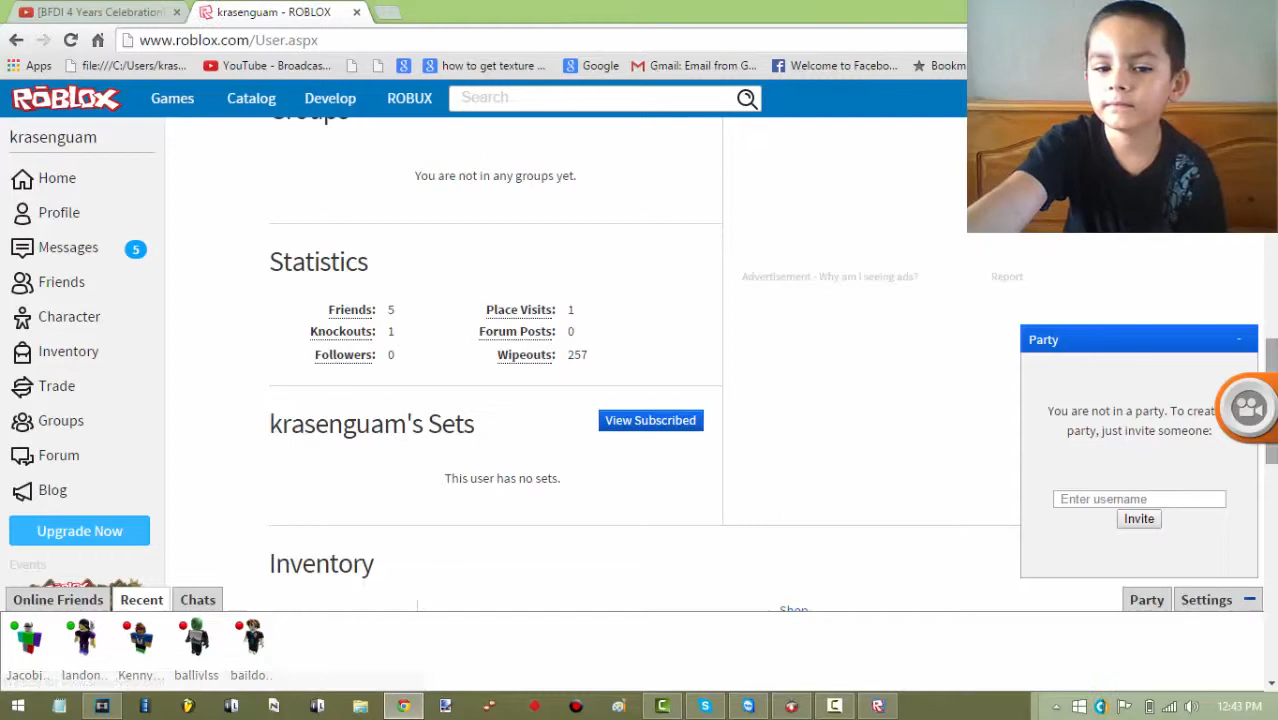 [BFDI 4 Years Celebration
krasenguam - ROBLOX
www.roblox.com/User.aspx
Apps
file:///C:/Users/kras...
YouTube - Broadcas...
how to get texture ...
Google
Gmail: Email from G...
Welcome to Facebo...
Bookm
ROBLOX
Games
Catalog
Develop
ROBUX
Search...
krasenguam
Home
Profile
Messages
5
Friends
Character
Inventory
Trade
Groups
Forum
Blog
Upgrade Now
Events
Groups
You are not in any groups yet.
Statistics
Friends: 5
Place Visits: 1
Knockouts: 1
Forum Posts: 0
Followers: 0
Wipeouts: 257
krasenguam's Sets
View Subscribed
This user has no sets.
Inventory
Shop
Advertisement - Why am I seeing ads?
Report
Party
-
You are not in a party. To creat
party, just invite someone:
Enter username
Invite
Online Friends
Recent
Chats
Party
Settings
Jacobi..
landon..
Kenny..
ballivlss
baildo..
12:43 PM